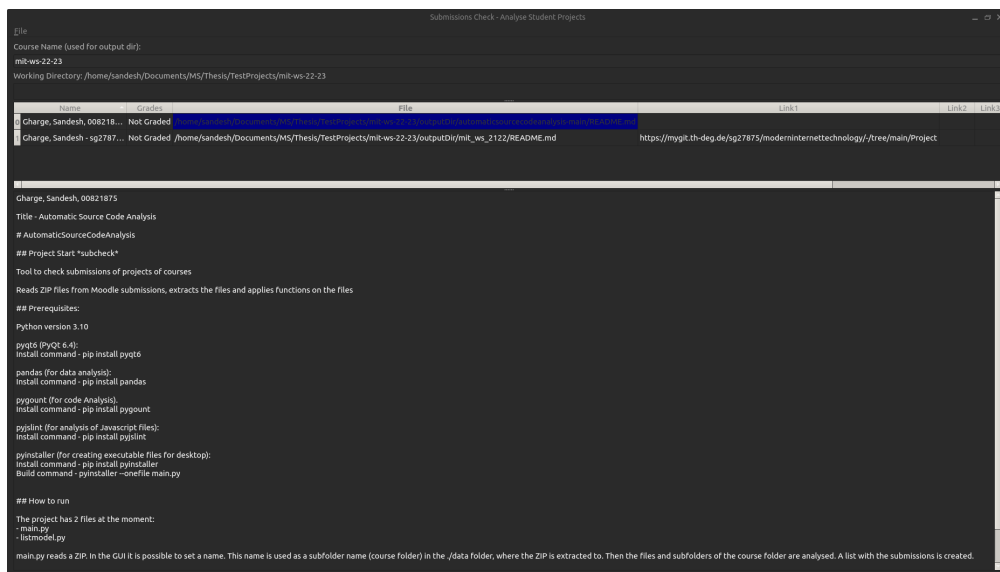 Submissions Check - Analyse Student Projects
File
Course Name (used for output dir):
mit-ws-22-23
Working Directory: /home/sandesh/Documents/MS/Thesis/TestProjects/mit-ws-22-23
Name Grades File Link1 Link2 Link3
0 Gharge, Sandesh, 008218... Not Graded /home/sandesh/Documents/MS/Thesis/TestProjects/mit-ws-22-23/outputDir/automaticsourcecodeanalysis-main/README.md
1 Gharge, Sandesh - sg2787... Not Graded /home/sandesh/Documents/MS/Thesis/TestProjects/mit-ws-22-23/outputDir/mit_ws_2122/README.md https://mygit.th-deg.de/sg27875/moderninternettechnology/-/tree/main/Project
Gharge, Sandesh, 00821875
Title - Automatic Source Code Analysis
# AutomaticSourceCodeAnalysis
## Project Start *subcheck*
Tool to check submissions of projects of courses
Reads ZIP files from Moodle submissions, extracts the files and applies functions on the files
## Prerequisites:
Python version 3.10
pyqt6 (PyQt 6.4):
Install command - pip install pyqt6
pandas (for data analysis):
Install command - pip install pandas
pygount (for code Analysis).
Install command - pip install pygount
pyjslint (for analysis of Javascript files):
Install command - pip install pyjslint
pyinstaller (for creating executable files for desktop):
Install command - pip install pyinstaller
Build command - pyinstaller --onefile main.py
## How to run
The project has 2 files at the moment:
- main.py
- listmodel.py
main.py reads a ZIP. In the GUI it is possible to set a name. This name is used as a subfolder name (course folder) in the ./data folder, where the ZIP is extracted to. Then the files and subfolders of the course folder are analysed. A list with the submissions is created.